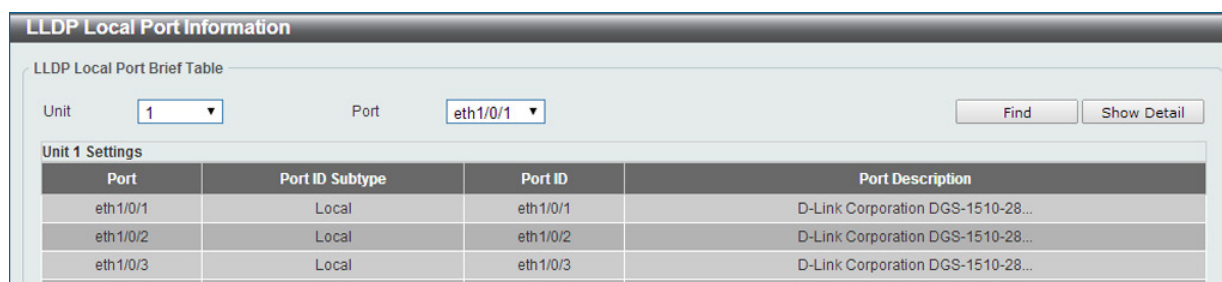 LLDP Local Port Information
LLDP Local Port Brief Table
Unit 1 Port eth1/0/1 Find Show Detail
Unit 1 Settings
Port Port ID Subtype Port ID Port Description
eth1/0/1 Local eth1/0/1 D-Link Corporation DGS-1510-28...
eth1/0/2 Local eth1/0/2 D-Link Corporation DGS-1510-28...
eth1/0/3 Local eth1/0/3 D-Link Corporation DGS-1510-28...